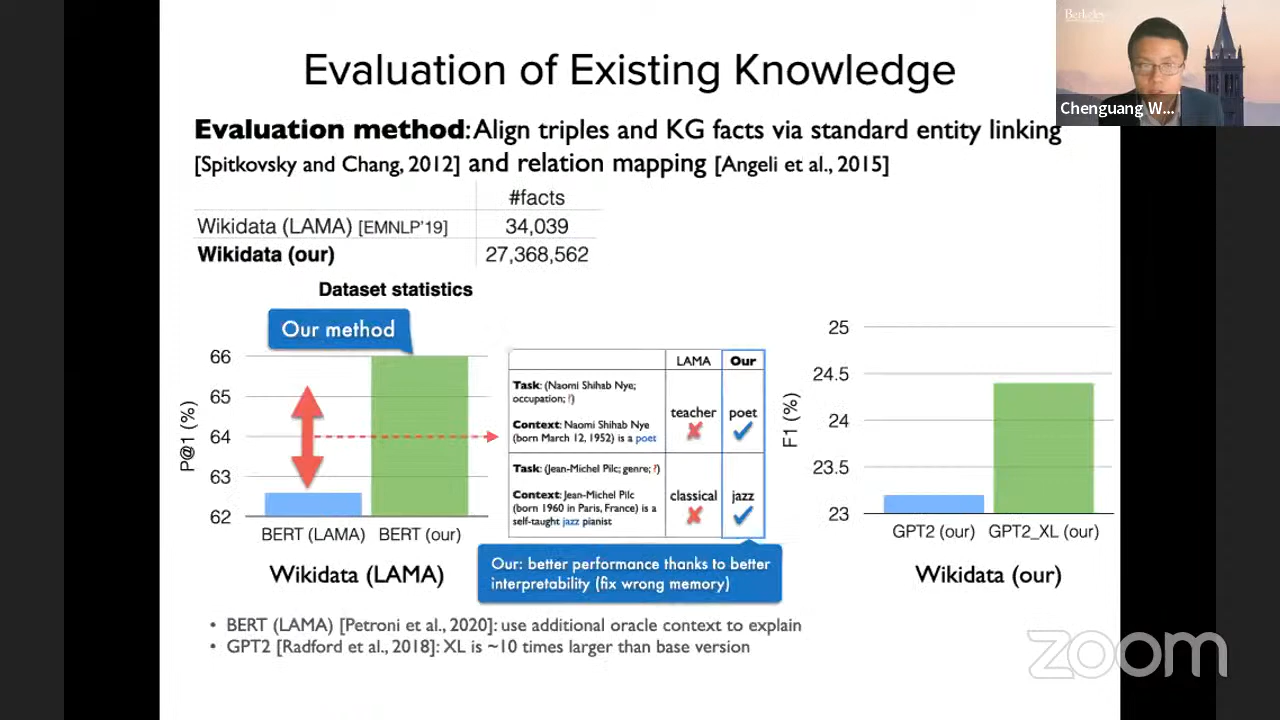 Evaluation of Existing Knowledge
Berkeley
Chenguang W...
Evaluation method: Align triples and KG facts via standard entity linking
[Spitkovsky and Chang, 2012] and relation mapping [Angeli et al., 2015]
#facts
Wikidata (LAMA) [EMNLP'19] 34,039
Wikidata (our) 27,368,562
Dataset statistics
Our method
P@1 (%)
66
65
64
63
62
BERT (LAMA) BERT (our)
Wikidata (LAMA)
LAMA Our
Task: (Naomi Shihab Nye;
occupation; ?)
Context: Naomi Shihab Nye
(born March 12, 1952) is a poet
teacher poet
✘ ✔
Task: (Jean-Michel Pilc; genre; ?)
Context: Jean-Michel Pilc
(born 1960 in Paris, France) is a
self-taught jazz pianist
classical jazz
✘ ✔
Our: better performance thanks to better
interpretability (fix wrong memory)
F1 (%)
25
24.5
24
23.5
23
GPT2 (our) GPT2_XL (our)
Wikidata (our)
• BERT (LAMA) [Petroni et al., 2020]: use additional oracle context to explain
• GPT2 [Radford et al., 2018]: XL is ~10 times larger than base version
zoom